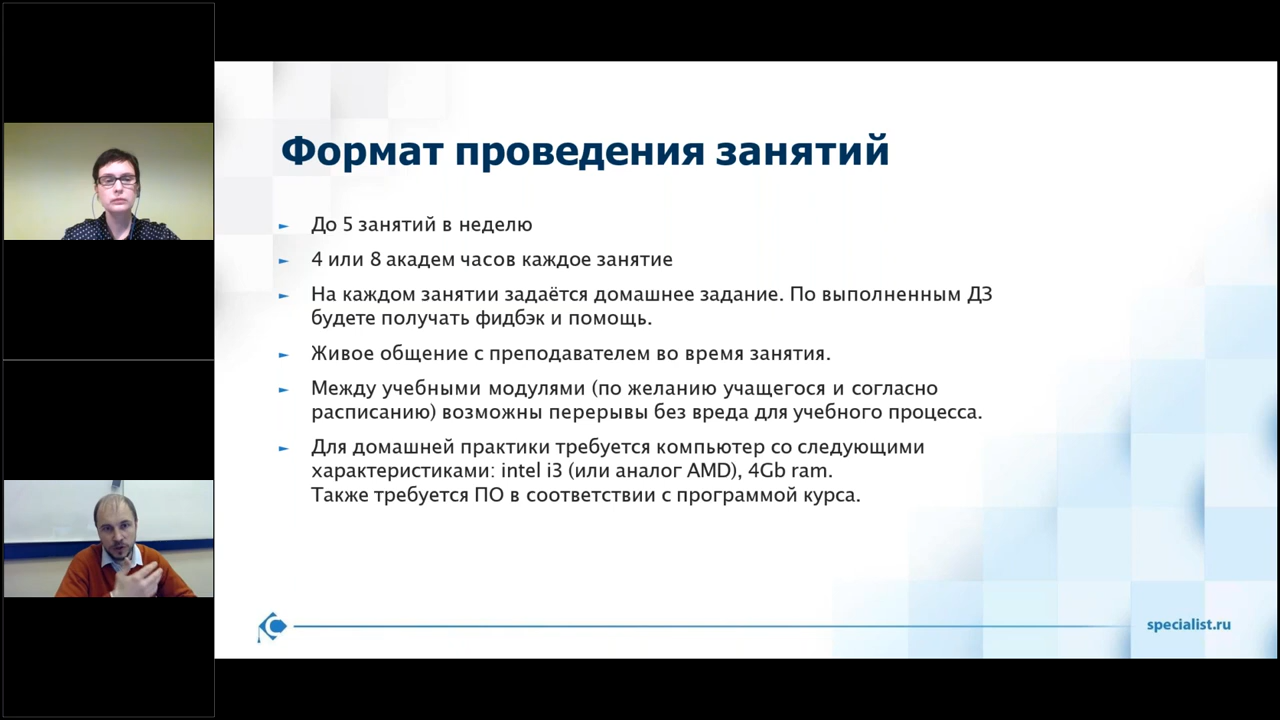 Формат проведения занятий
До 5 занятий в неделю
4 или 8 академ часов каждое занятие
На каждом занятии задаётся домашнее задание. По выполненным ДЗ
будете получать фидбэк и помощь.
Живое общение с преподавателем во время занятия.
Между учебными модулями (по желанию учащегося и согласно
расписанию) возможны перерывы без вреда для учебного процесса.
Для домашней практики требуется компьютер со следующими
характеристиками: intel i3 (или аналог AMD), 4Gb ram.
Также требуется ПО в соответствии с программой курса.
specialist.ru